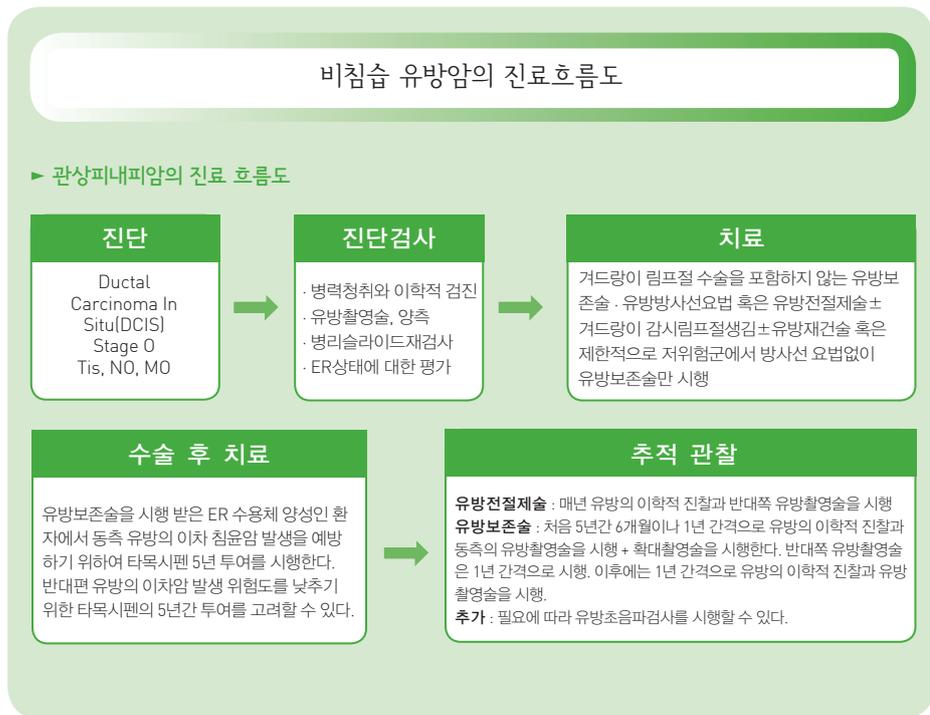 비침습 유방암의 진료흐름도
► 관상피내피암의 진료 흐름도
진단
Ductal
Carcinoma In
Situ(DCIS)
Stage 0
Tis, N0, M0
진단검사
· 병력청취와 이학적 검진
· 유방촬영술, 양측
· 병리슬라이드재검사
· ER상태에 대한 평가
치료
겨드랑이 림프절 수술을 포함하지 않는 유방보
존술 · 유방방사선요법 혹은 유방전절제술±
겨드랑이 감시림프절생김±유방재건술 혹은
제한적으로 저위험군에서 방사선 요법없이
유방보존술만 시행
수술 후 치료
유방보존술을 시행 받은 ER 수용체 양성인 환
자에서 동측 유방의 이차 침윤암 발생을 예방
하기 위하여 타목시펜 5년 투여를 시행한다.
반대편 유방의 이차암 발생 위험도를 낮추기
위한 타목시펜의 5년간 투여를 고려할 수 있다.
추적 관찰
유방전절제술 : 매년 유방의 이학적 진찰과 반대쪽 유방촬영술을 시행
유방보존술 : 처음 5년간 6개월이나 1년 간격으로 유방의 이학적 진찰과
동측의 유방촬영술을 시행 + 확대촬영술을 시행한다. 반대쪽 유방촬영술
은 1년 간격으로 시행. 이후에는 1년 간격으로 유방의 이학적 진찰과 유방
촬영술을 시행.
추가 : 필요에 따라 유방초음파검사를 시행할 수 있다.